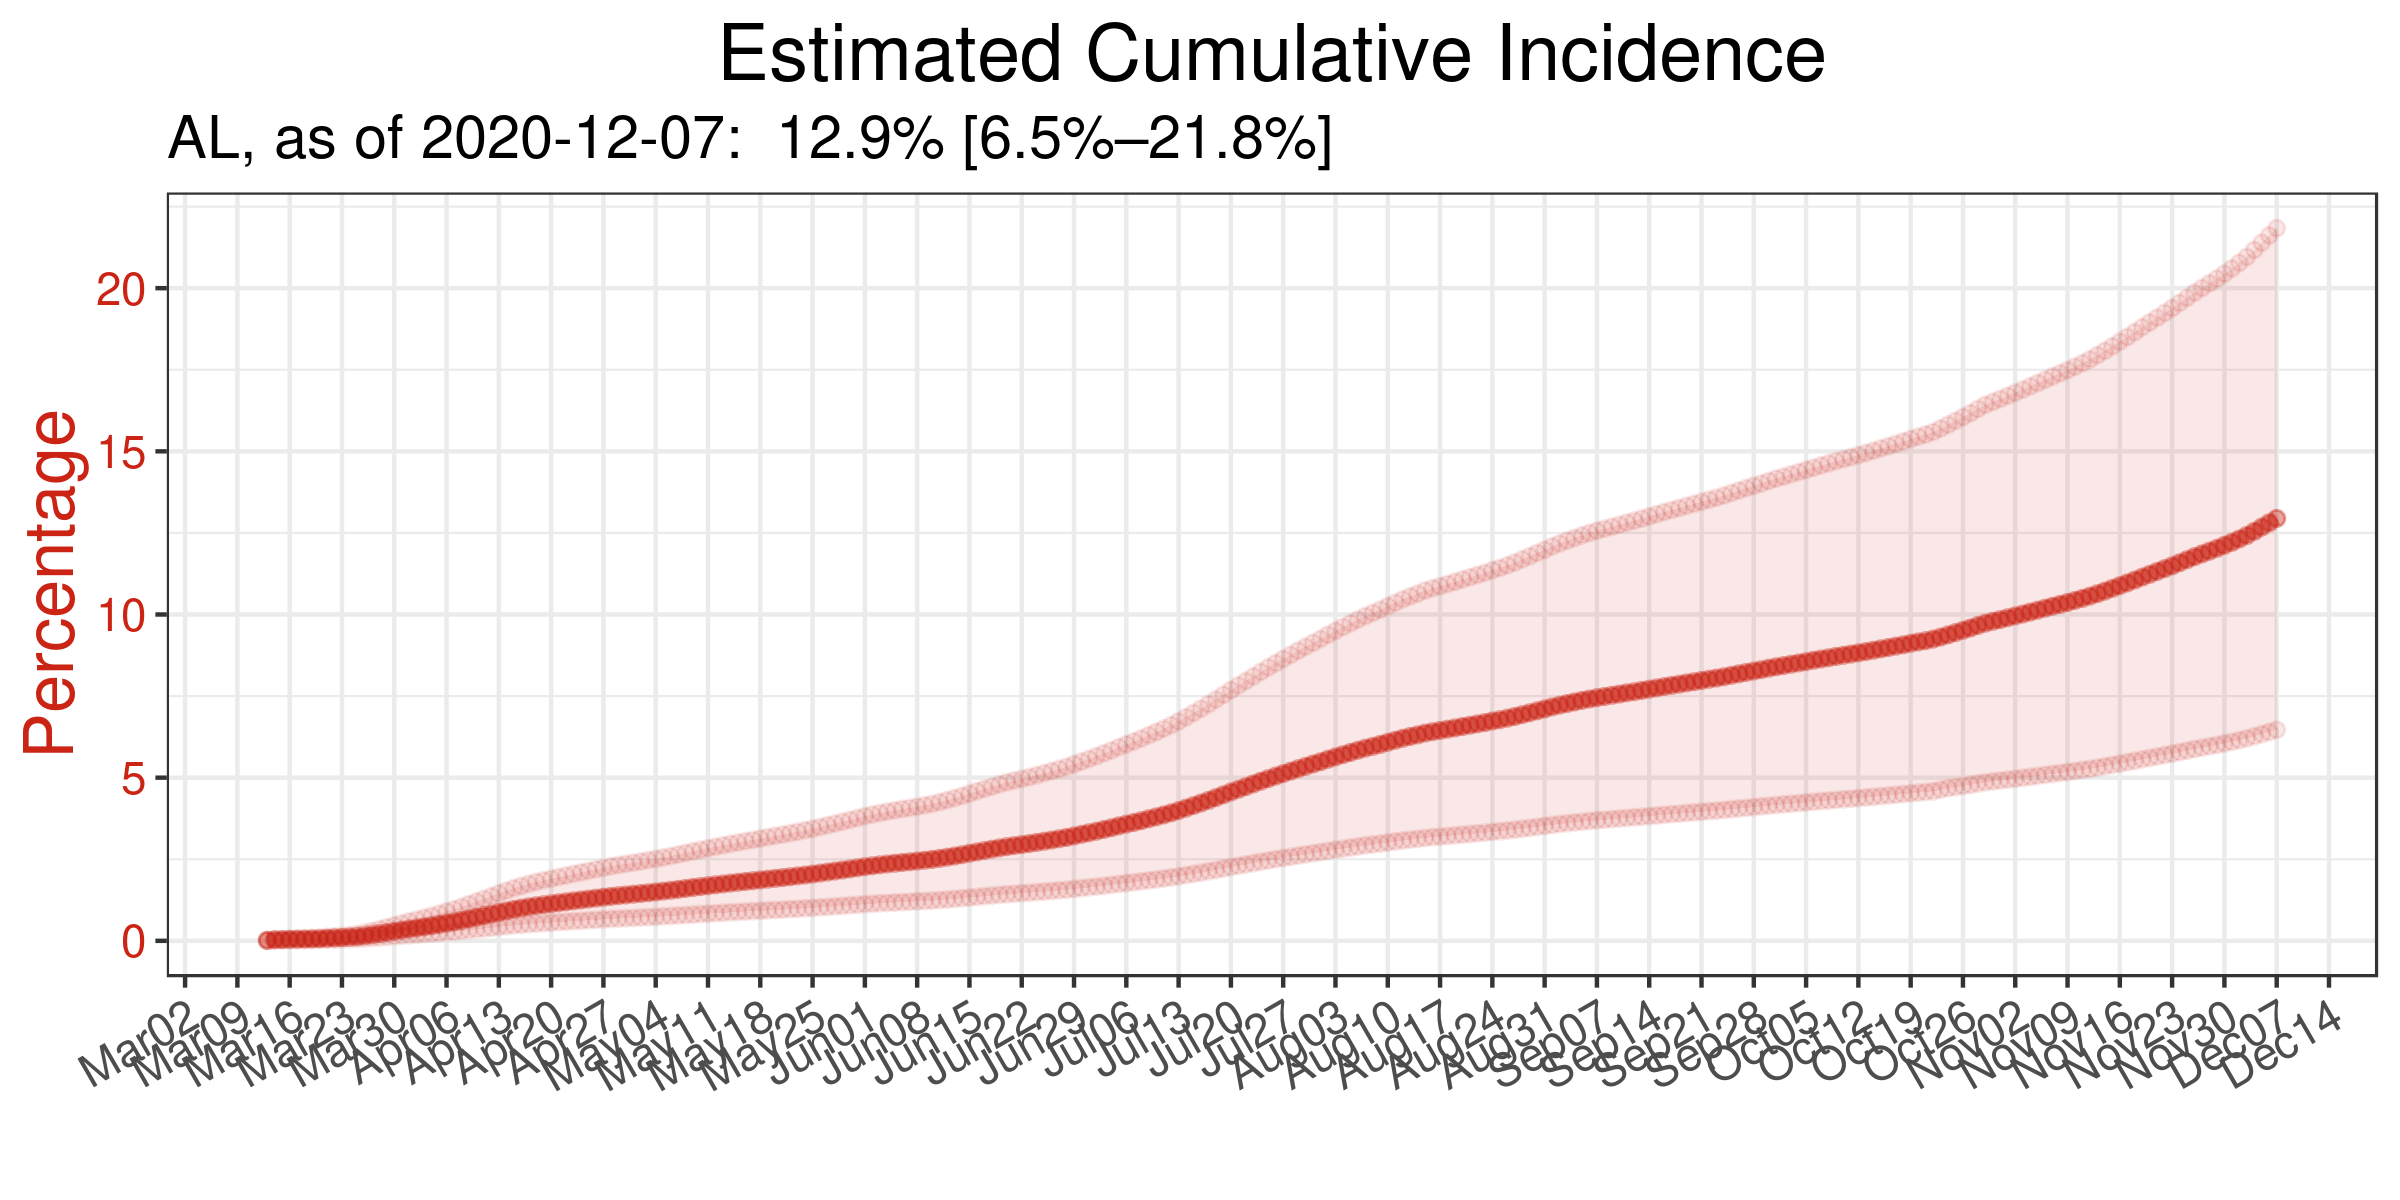 Estimated Cumulative Incidence
AL, as of 2020-12-07:  12.9% [6.5%–21.8%]
Percentage
20
15
10
5
0
Mar02
Mar09
Mar16
Mar23
Mar30
Apr06
Apr13
Apr20
Apr27
May04
May11
May18
May25
Jun01
Jun08
Jun15
Jun22
Jun29
Jul06
Jul13
Jul20
Jul27
Aug03
Aug10
Aug17
Aug24
Aug31
Sep07
Sep14
Sep21
Sep28
Oct05
Oct12
Oct19
Oct26
Nov02
Nov09
Nov16
Nov23
Nov30
Dec07
Dec14